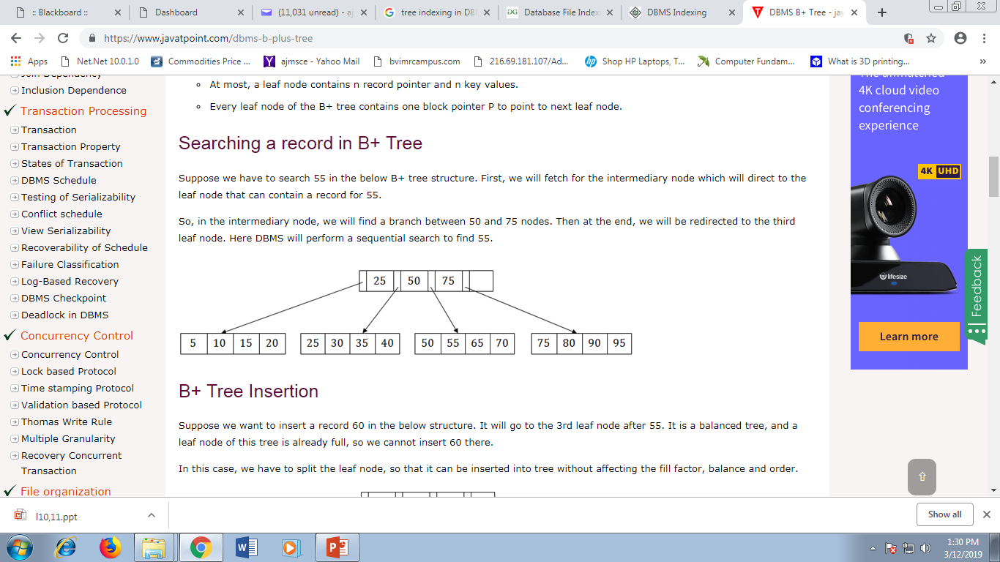 :: Blackboard ::
Dashboard
(11,031 unread) - aj
tree indexing in DB
Database File Index
DBMS Indexing
DBMS B+ Tree - jav
https://www.javatpoint.com/dbms-b-plus-tree
Apps
Net.Net 10.0.1.0
Commodities Price ...
ajmsce - Yahoo Mail
bvimrcampus.com
216.69.181.107/Ad...
Shop HP Laptops, T...
Computer Fundam...
What is 3D printing...
»
Join Dependency
Inclusion Dependence
Transaction Processing
Transaction
Transaction Property
States of Transaction
DBMS Schedule
Testing of Serializability
Conflict schedule
View Serializability
Recoverability of Schedule
Failure Classification
Log-Based Recovery
DBMS Checkpoint
Deadlock in DBMS
Concurrency Control
Concurrency Control
Lock based Protocol
Time stamping Protocol
Validation based Protocol
Thomas Write Rule
Multiple Granularity
Recovery Concurrent
Transaction
File organization
At most, a leaf node contains n record pointer and n key values.
Every leaf node of the B+ tree contains one block pointer P to point to next leaf node.
Searching a record in B+ Tree
Suppose we have to search 55 in the below B+ tree structure. First, we will fetch for the intermediary node which will direct to the
leaf node that can contain a record for 55.
So, in the intermediary node, we will find a branch between 50 and 75 nodes. Then at the end, we will be redirected to the third
leaf node. Here DBMS will perform a sequential search to find 55.
25 50 75
5 10 15 20 25 30 35 40 50 55 65 70 75 80 90 95
B+ Tree Insertion
Suppose we want to insert a record 60 in the below structure. It will go to the 3rd leaf node after 55. It is a balanced tree, and a
leaf node of this tree is already full, so we cannot insert 60 there.
In this case, we have to split the leaf node, so that it can be inserted into tree without affecting the fill factor, balance and order.
The unmatched
4K cloud video
conferencing
experience
4K UHD
lifesize
Learn more
Feedback
l10,11.ppt
Show all
1:30 PM
3/12/2019